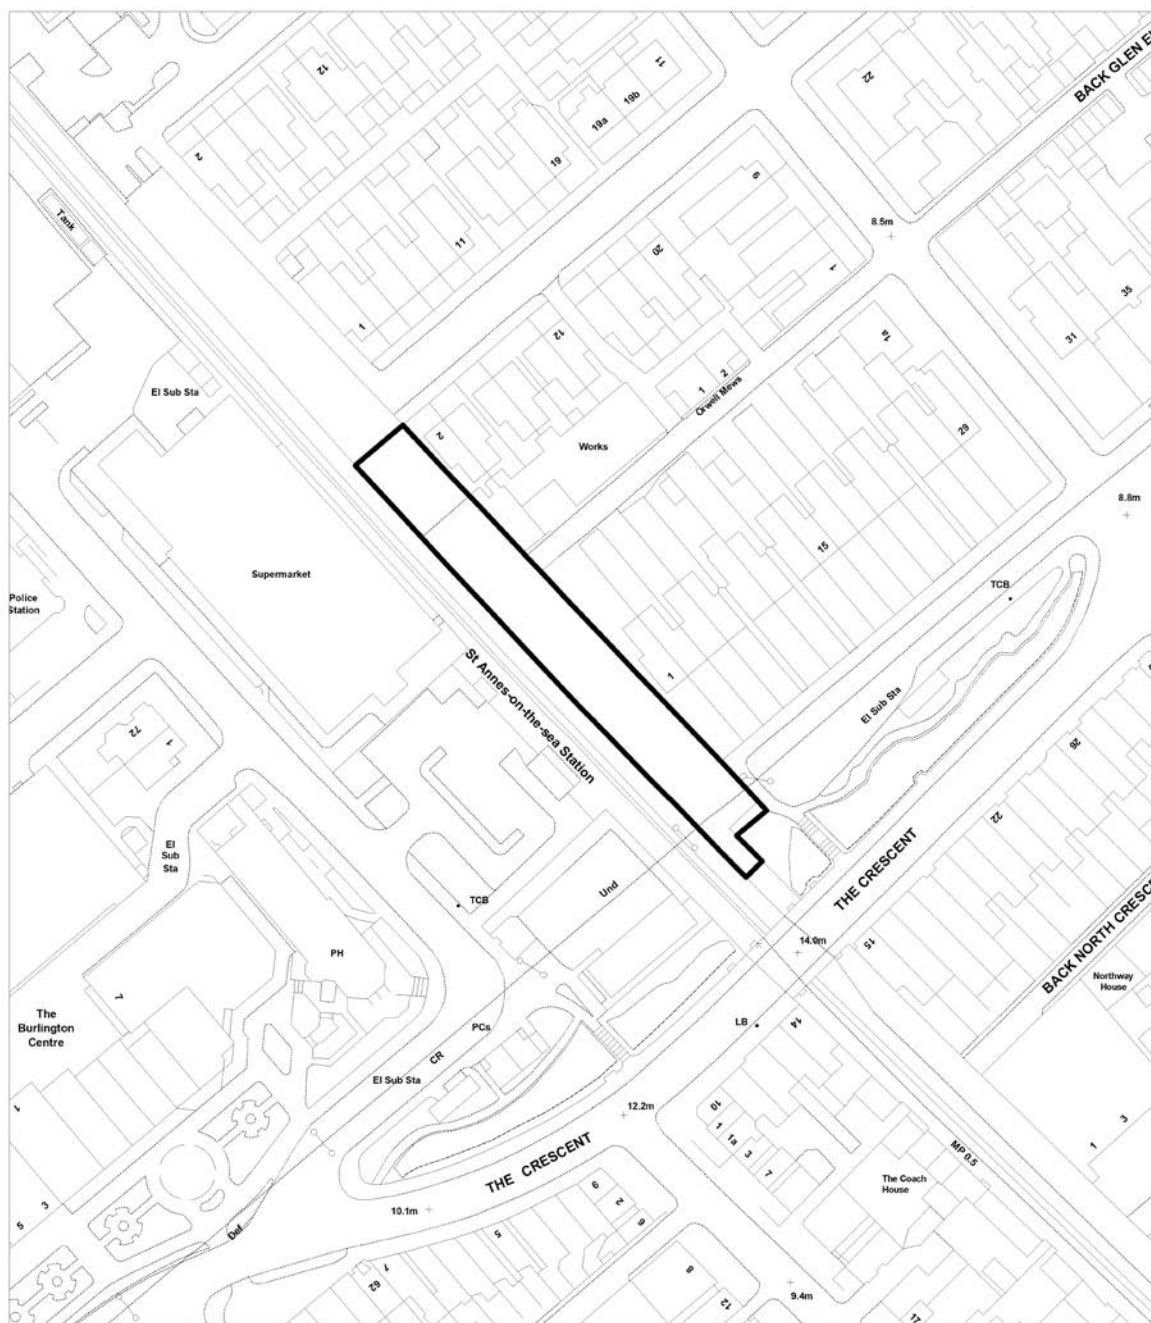 12
11
19b
19a
22
BACK GLEN E
2
19
6
Tank
8.5m
11
20
1
35
1
12
31
19
El Sub Sta
1
2
Orwell Mews
2
29
Works
8.8m
15
Supermarket
TCB
Police
Station
1
St Annes-on-the-sea Station
El Sub Sta
72
1
26
22
El
Sub
Sta
THE CRESCENT
Und
TCB
14.0m
15
PH
BACK NORTH CRESC
Northway
House
7
The
Burlington
Centre
PCs
LB
14
CR
El Sub Sta
10
12.2m
1
1a
3
7
1
3
1
MP 0.5
THE CRESCENT
The Coach
House
9
2
3
5
10.1m
9
Def
5
7
62
8
12
9.4m
17